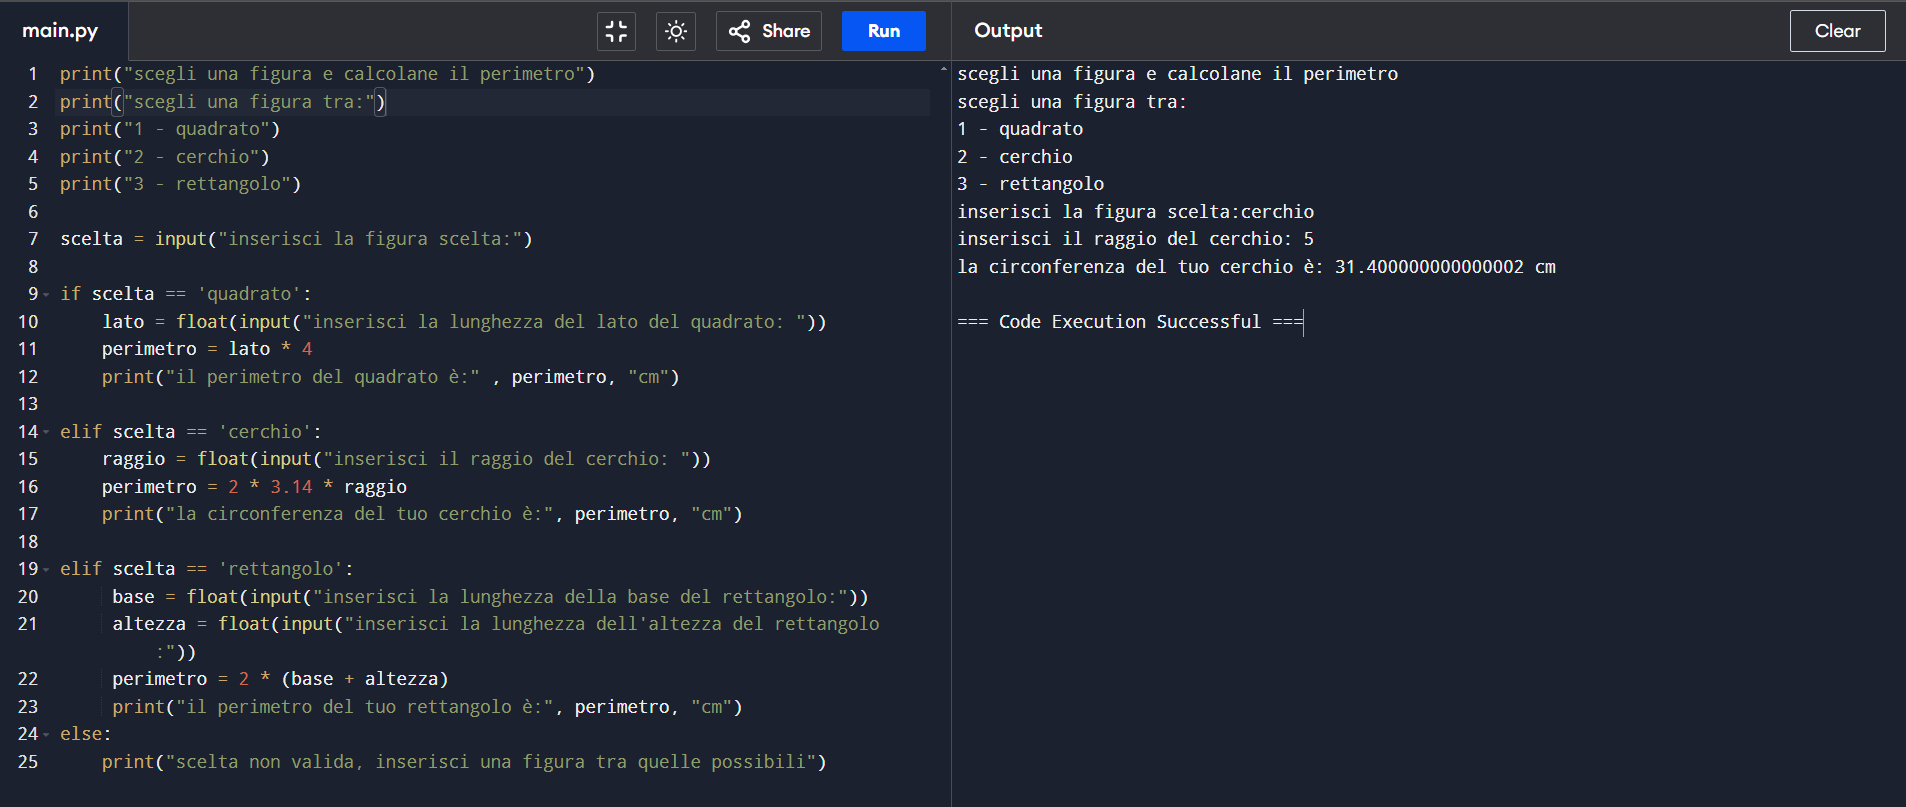 main.py
Share
Run
Output
Clear
1 print("scegli una figura e calcolane il perimetro")
2 print("scegli una figura tra:")
3 print("1 - quadrato")
4 print("2 - cerchio")
5 print("3 - rettangolo")
6
7 scelta = input("inserisci la figura scelta:")
8
9 if scelta == 'quadrato':
10     lato = float(input("inserisci la lunghezza del lato del quadrato: "))
11     perimetro = lato * 4
12     print("il perimetro del quadrato è:" , perimetro, "cm")
13
14 elif scelta == 'cerchio':
15     raggio = float(input("inserisci il raggio del cerchio: "))
16     perimetro = 2 * 3.14 * raggio
17     print("la circonferenza del tuo cerchio è:", perimetro, "cm")
18
19 elif scelta == 'rettangolo':
20      base = float(input("inserisci la lunghezza della base del rettangolo:"))
21      altezza = float(input("inserisci la lunghezza dell'altezza del rettangolo
:"))
22      perimetro = 2 * (base + altezza)
23      print("il perimetro del tuo rettangolo è:", perimetro, "cm")
24 else:
25     print("scelta non valida, inserisci una figura tra quelle possibili")
scegli una figura e calcolane il perimetro
scegli una figura tra:
1 - quadrato
2 - cerchio
3 - rettangolo
inserisci la figura scelta:cerchio
inserisci il raggio del cerchio: 5
la circonferenza del tuo cerchio è: 31.400000000000002 cm

=== Code Execution Successful ===